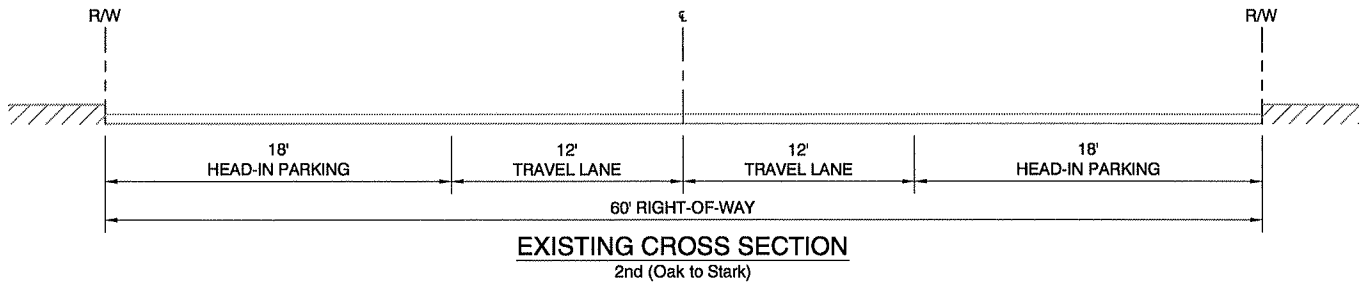 R/W ℄ R/W
18' 12' 12' 18'
HEAD-IN PARKING TRAVEL LANE TRAVEL LANE HEAD-IN PARKING
60' RIGHT-OF-WAY
EXISTING CROSS SECTION
2nd (Oak to Stark)